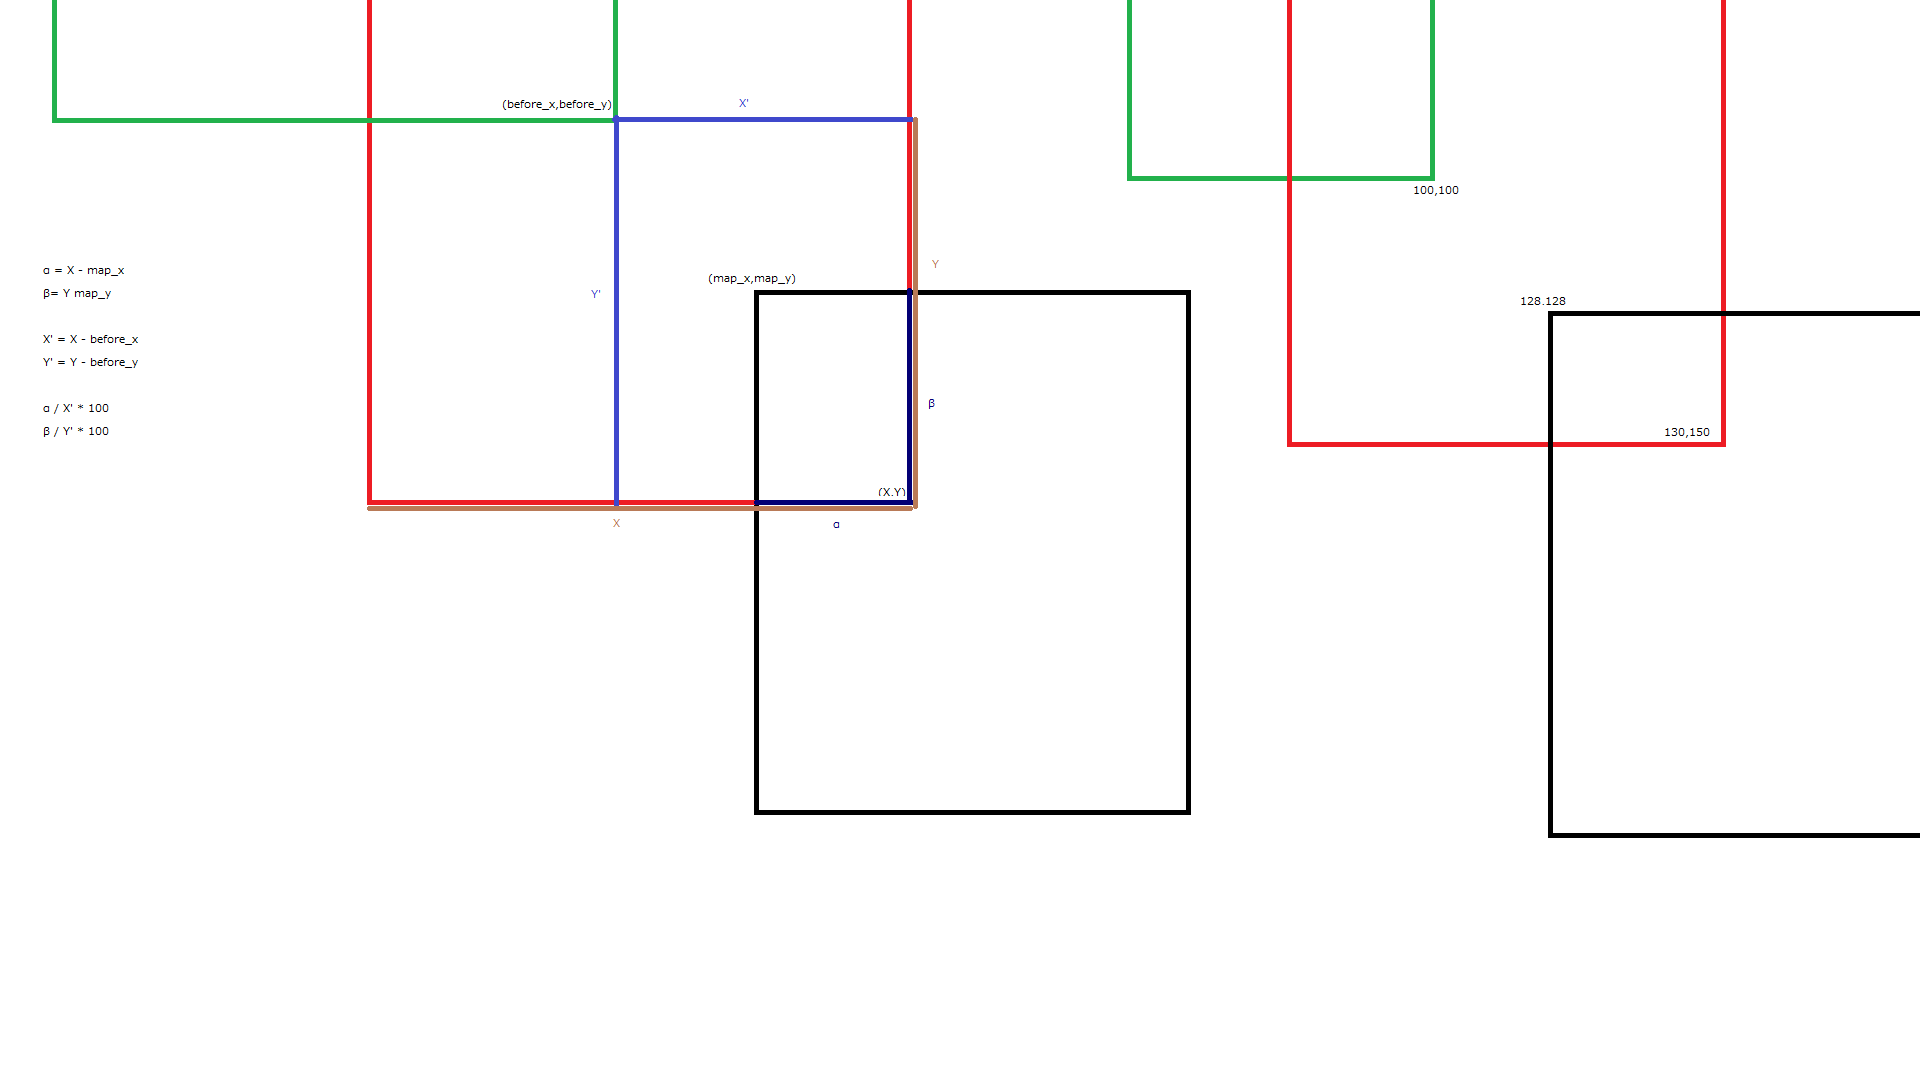 (before_x,before_y)
X'
100,100
Y
α = X - map_x
β= Y map_y
(map_x,map_y)
Y'
128.128
X' = X - before_x
Y' = Y - before_y
α / X' * 100
β / Y' * 100
β
130,150
(X.Y)
X
α